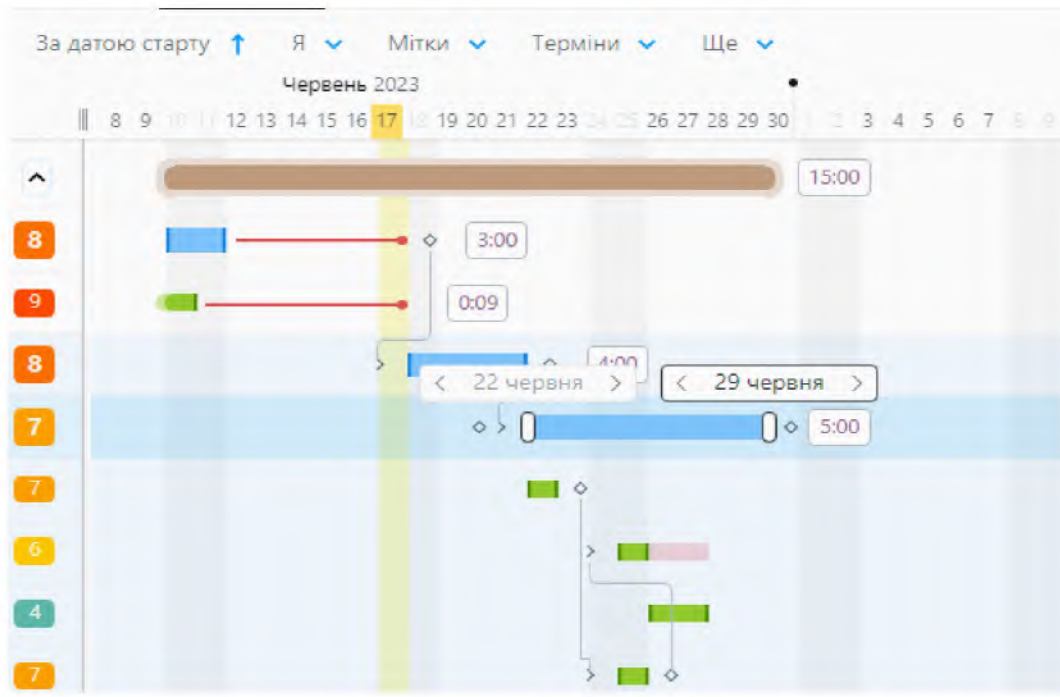 За датою старту ↑ Я Мітки Терміни Ще
Червень 2023
8 9 10 11 12 13 14 15 16 17 18 19 20 21 22 23 24 25 26 27 28 29 30 1 2 3 4 5 6 7 8 9
15:00
8 3:00
9 0:09
8 4:00
< 22 червня > < 29 червня >
7 5:00
7
6
4
7